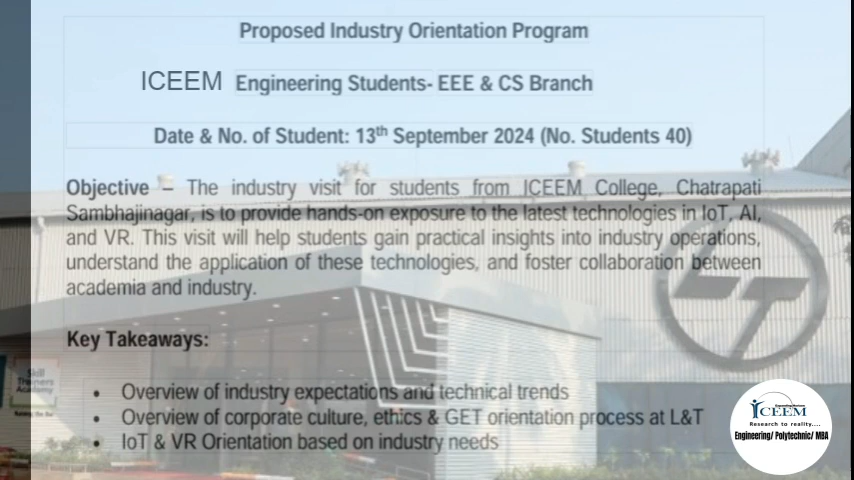 Proposed Industry Orientation Program
ICEEM Engineering Students- EEE & CS Branch
Date & No. of Student: 13th September 2024 (No. Students 40)
Objective – The industry visit for students from ICEEM College, Chatrapati
Sambhajinagar, is to provide hands-on exposure to the latest technologies in IoT, AI,
and VR. This visit will help students gain practical insights into industry operations,
understand the application of these technologies, and foster collaboration between
academia and industry.
Key Takeaways:
• Overview of industry expectations and technical trends
• Overview of corporate culture, ethics & GET orientation process at L&T
• IoT & VR Orientation based on industry needs
Skill
Trainers
Academy
ICEEM
Research to reality....
Engineering/ Polytechnic/ MBA